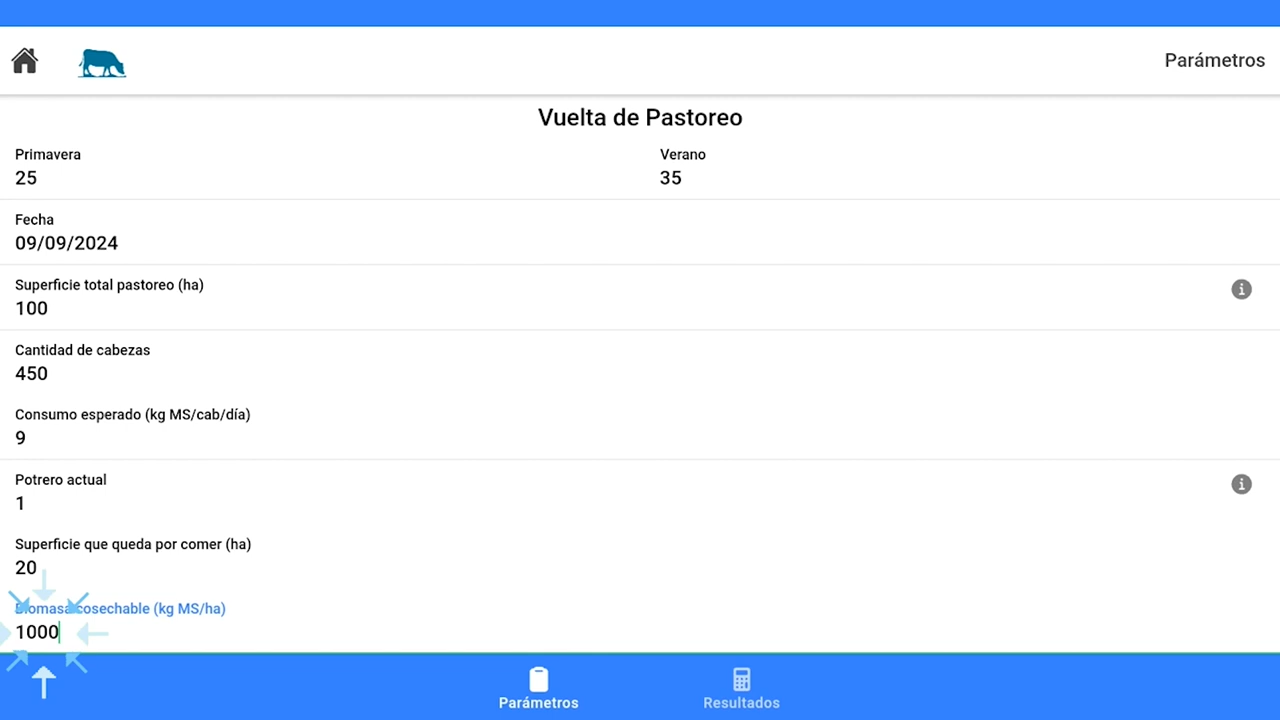 Parámetros
Vuelta de Pastoreo
Primavera
25
Verano
35
Fecha
09/09/2024
Superficie total pastoreo (ha)
100
Cantidad de cabezas
450
Consumo esperado (kg MS/cab/día)
9
Potrero actual
1
Superficie que queda por comer (ha)
20
Biomasa cosechable (kg MS/ha)
1000
Parámetros
Resultados